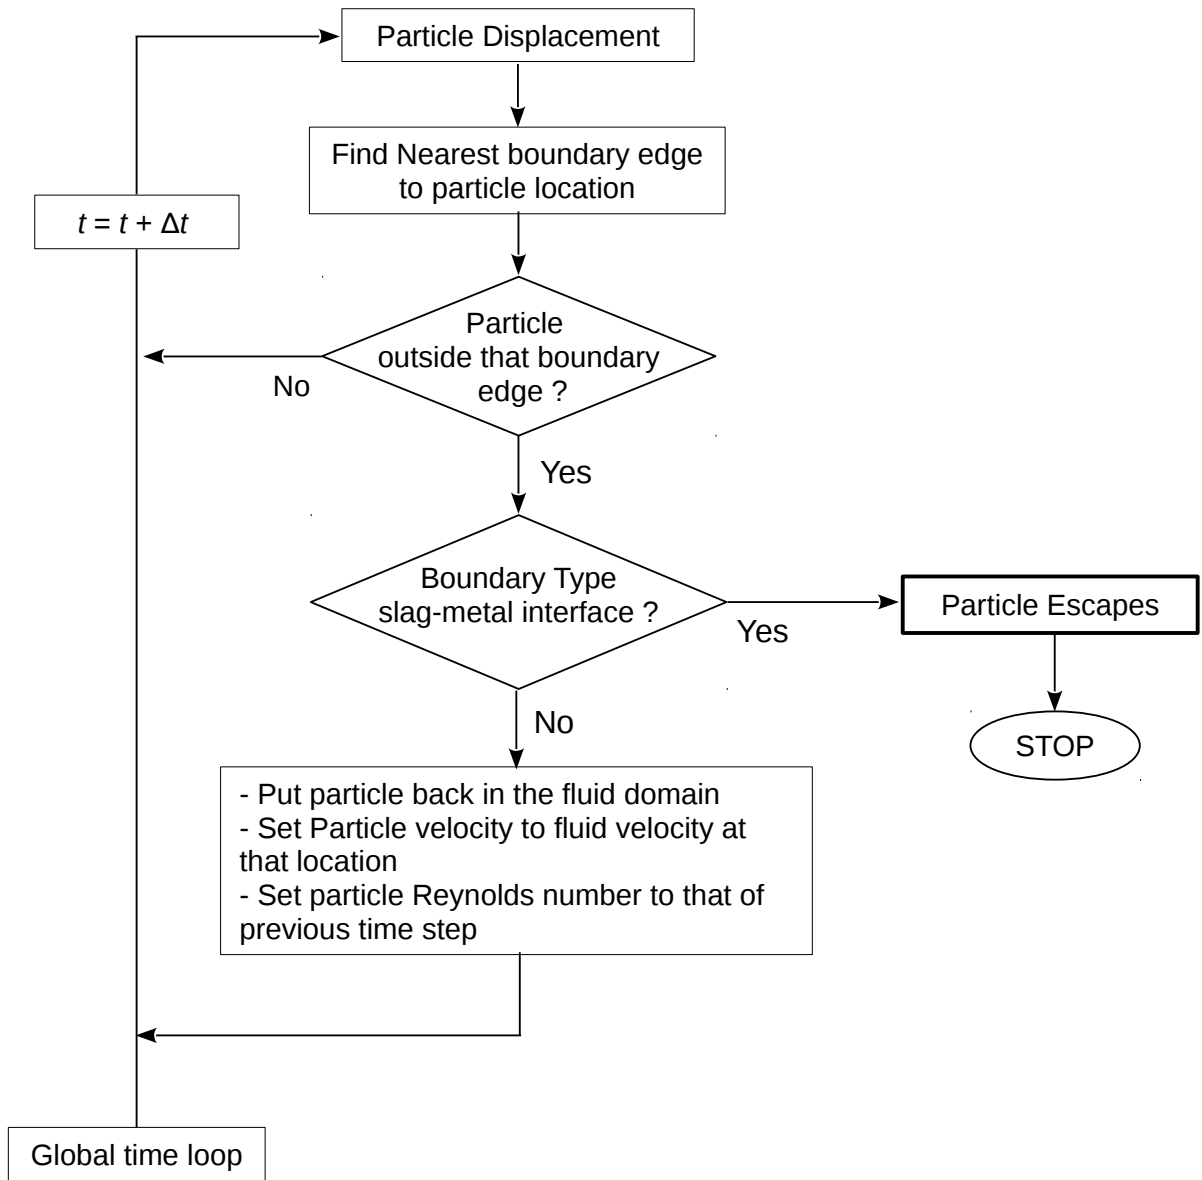 Particle Displacement
Find Nearest boundary edge
to particle location
t = t + Δt
Particle
outside that boundary
edge ?
No
Yes
Boundary Type
slag-metal interface ?
Yes
Particle Escapes
No
STOP
- Put particle back in the fluid domain
- Set Particle velocity to fluid velocity at
that location
- Set particle Reynolds number to that of
previous time step
Global time loop